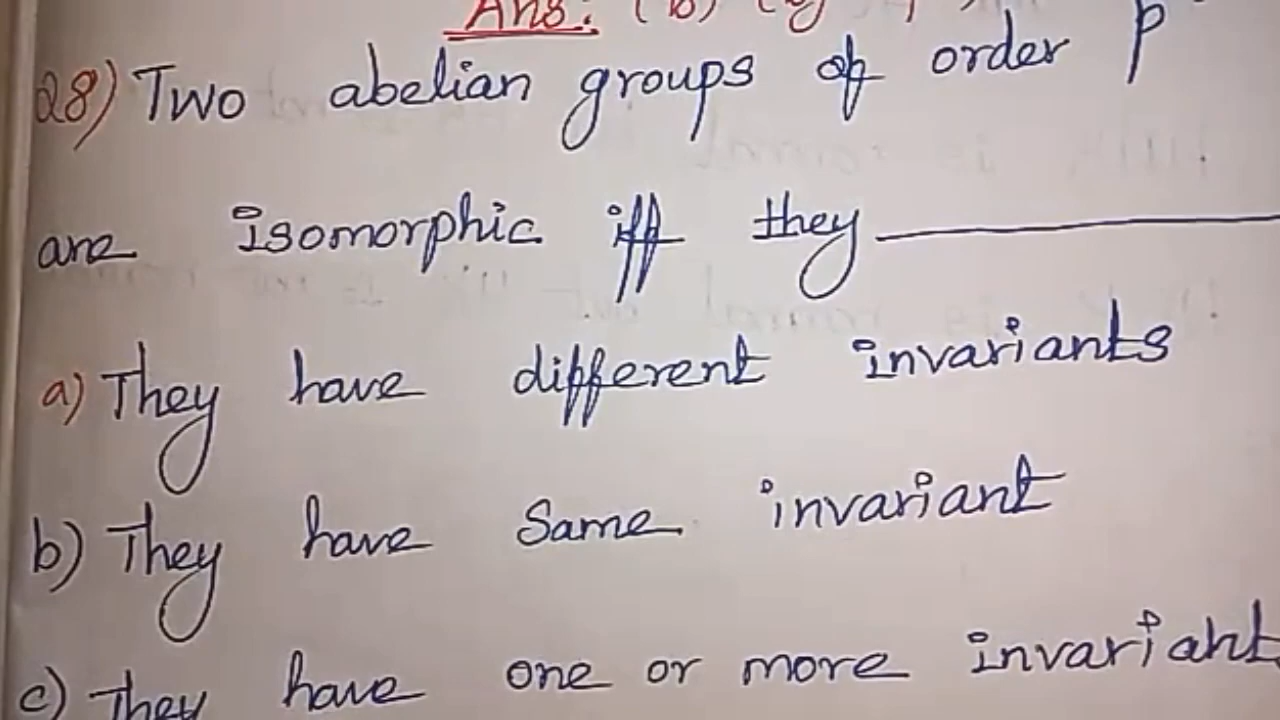 Ans: (b)
28) Two abelian groups of order p
are isomorphic iff they
a) They have different invariants
b) They have Same invariant
c) They have one or more invariant